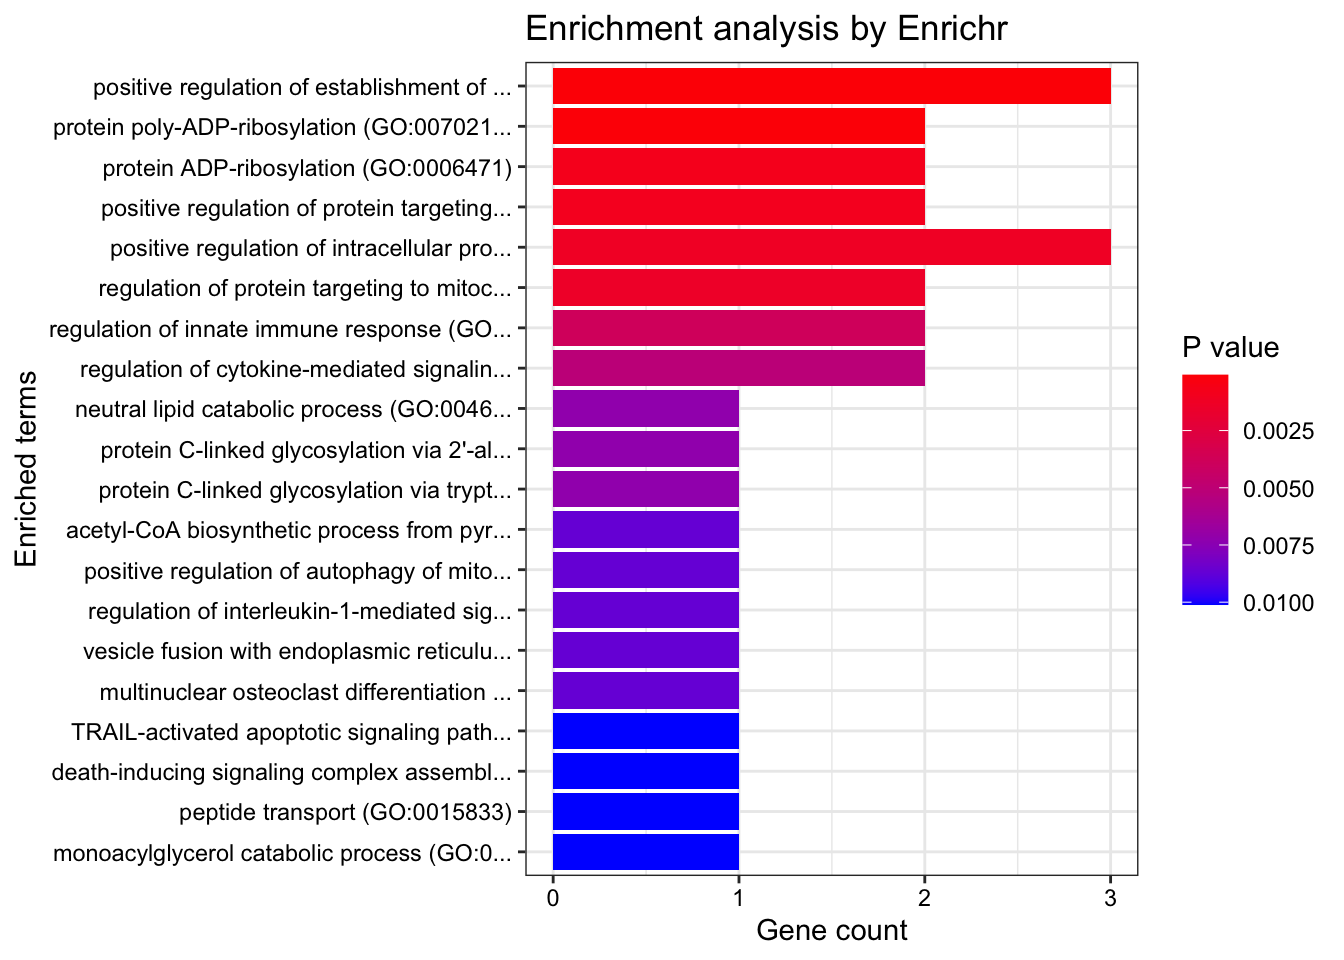 Enrichment analysis by Enrichr
positive regulation of establishment of ...
protein poly-ADP-ribosylation (GO:007021...
protein ADP-ribosylation (GO:0006471)
positive regulation of protein targeting...
positive regulation of intracellular pro...
regulation of protein targeting to mitoc...
regulation of innate immune response (GO...
regulation of cytokine-mediated signalin...
neutral lipid catabolic process (GO:0046...
protein C-linked glycosylation via 2'-al...
protein C-linked glycosylation via trypt...
acetyl-CoA biosynthetic process from pyr...
positive regulation of autophagy of mito...
regulation of interleukin-1-mediated sig...
vesicle fusion with endoplasmic reticulu...
multinuclear osteoclast differentiation ...
TRAIL-activated apoptotic signaling path...
death-inducing signaling complex assembl...
peptide transport (GO:0015833)
monoacylglycerol catabolic process (GO:0...
Enriched terms
0 1 2 3
Gene count
P value
0.0025
0.0050
0.0075
0.0100